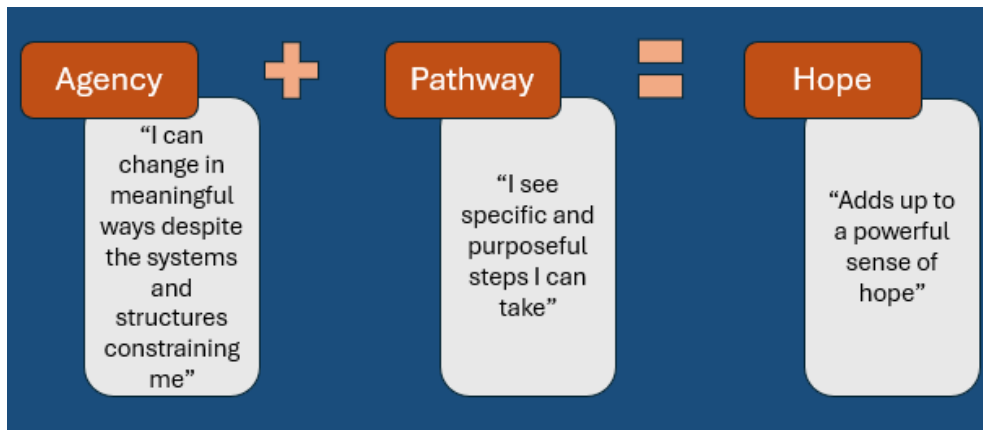 Agency
Pathway
Hope
“I can
change in
meaningful
ways despite
the systems
and
structures
constraining
me”
“I see
specific and
purposeful
steps I can
take”
“Adds up to
a powerful
sense of
hope”